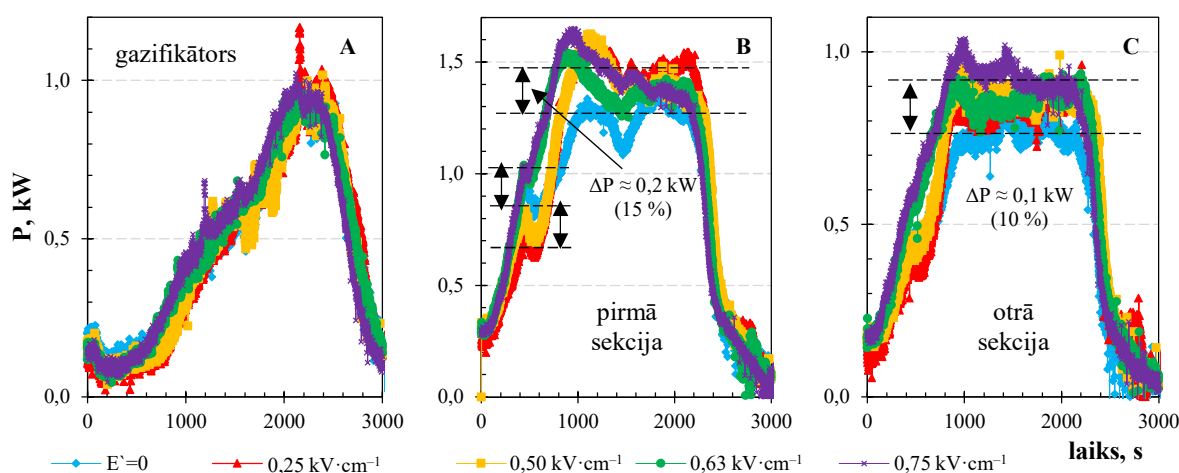 P, kW
1,0
0,5
0,0
gazifikātors
A
0 1000 2000 3000
1,5
1,0
1,5
1,0
B
ΔP ≈ 0,2 kW
(15 %)
pirmā
sekcija
0 1000 2000 3000
1,0
0,5
0,0
C
ΔP ≈ 0,1 kW
(10 %)
otrā
sekcija
0 1000 2000 3000
laiks, s
E`=0 0,25 kV·cm⁻¹ 0,50 kV·cm⁻¹ 0,63 kV·cm⁻¹ 0,75 kV·cm⁻¹